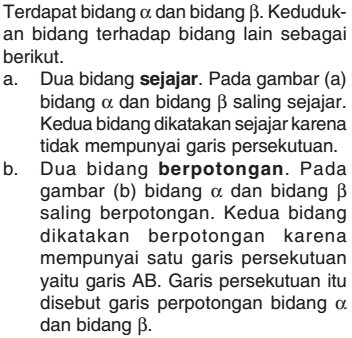 Terdapat bidang α dan bidang β. Keduduk-
an bidang terhadap bidang lain sebagai
berikut.
a. Dua bidang sejajar. Pada gambar (a)
bidang α dan bidang β saling sejajar.
Kedua bidang dikatakan sejajar karena
tidak mempunyai garis persekutuan.
b. Dua bidang berpotongan. Pada
gambar (b) bidang α dan bidang β
saling berpotongan. Kedua bidang
dikatakan berpotongan karena
mempunyai satu garis persekutuan
yaitu garis AB. Garis persekutuan itu
disebut garis perpotongan bidang α
dan bidang β.